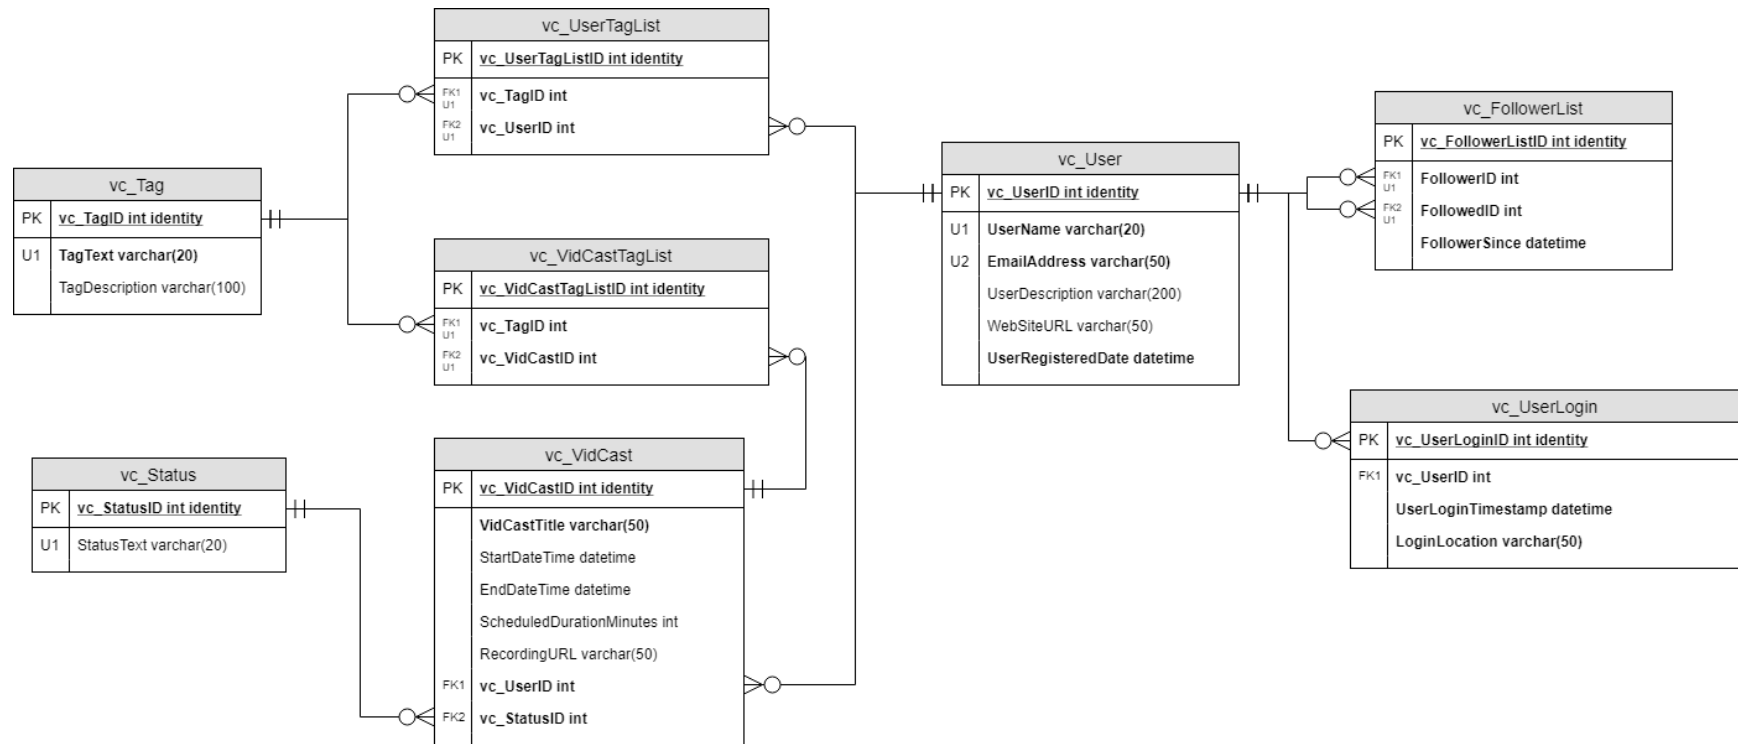 vc_UserTagList
PK vc_UserTagListID int identity
FK1 U1 vc_TagID int
FK2 U1 vc_UserID int
vc_Tag
PK vc_TagID int identity
U1 TagText varchar(20)
TagDescription varchar(100)
vc_VidCastTagList
PK vc_VidCastTagListID int identity
FK1 U1 vc_TagID int
FK2 U1 vc_VidCastID int
vc_Status
PK vc_StatusID int identity
U1 StatusText varchar(20)
vc_VidCast
PK vc_VidCastID int identity
VidCastTitle varchar(50)
StartDateTime datetime
EndDateTime datetime
ScheduledDurationMinutes int
RecordingURL varchar(50)
FK1 vc_UserID int
FK2 vc_StatusID int
vc_User
PK vc_UserID int identity
U1 UserName varchar(20)
U2 EmailAddress varchar(50)
UserDescription varchar(200)
WebSiteURL varchar(50)
UserRegisteredDate datetime
vc_FollowerList
PK vc_FollowerListID int identity
FK1 U1 FollowerID int
FK2 U1 FollowedID int
FollowerSince datetime
vc_UserLogin
PK vc_UserLoginID int identity
FK1 vc_UserID int
UserLoginTimestamp datetime
LoginLocation varchar(50)